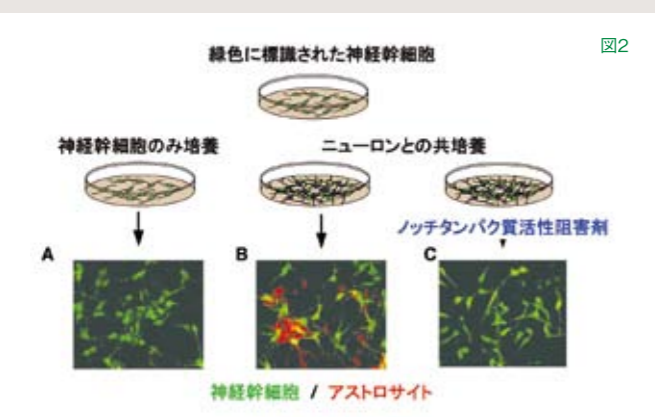 図2
緑色に標識された神経幹細胞
神経幹細胞のみ培養
ニューロンとの共培養
ノッチタンパク質活性阻害剤
A
B
C
神経幹細胞 / アストロサイト